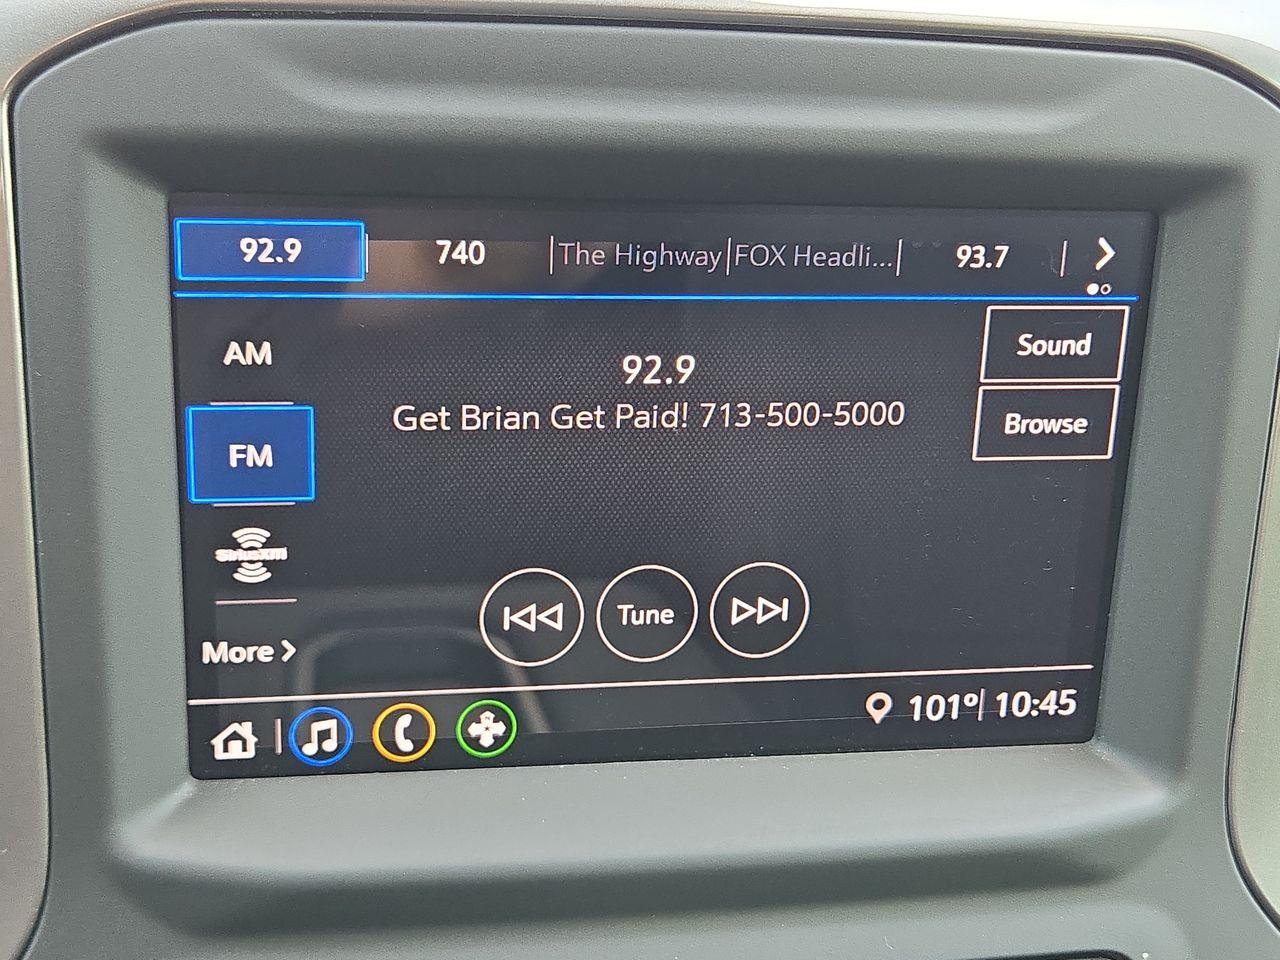 92.9 740 The Highway FOX Headli... 93.7
AM
92.9
Sound
Get Brian Get Paid! 713-500-5000
Browse
FM
SiriusXM
Tune
More
101° 10:45
N